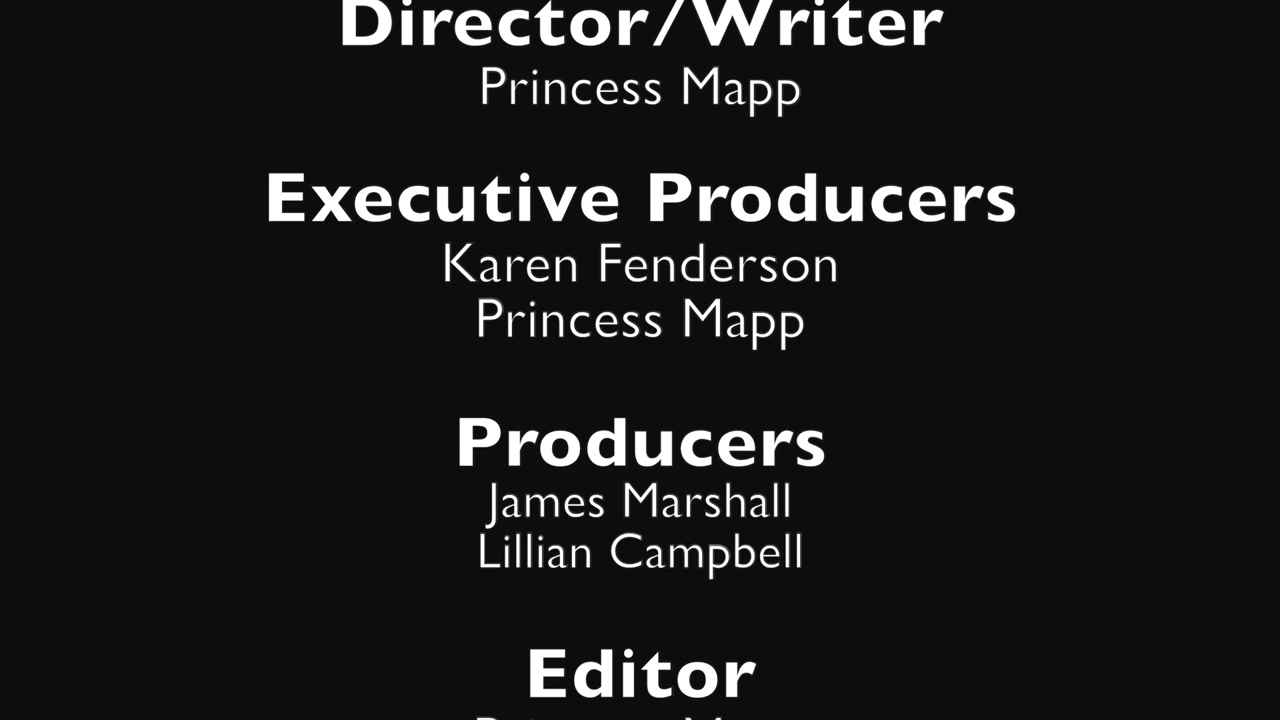 Director/Writer
Princess Mapp
Executive Producers
Karen Fenderson
Princess Mapp
Producers
James Marshall
Lillian Campbell
Editor